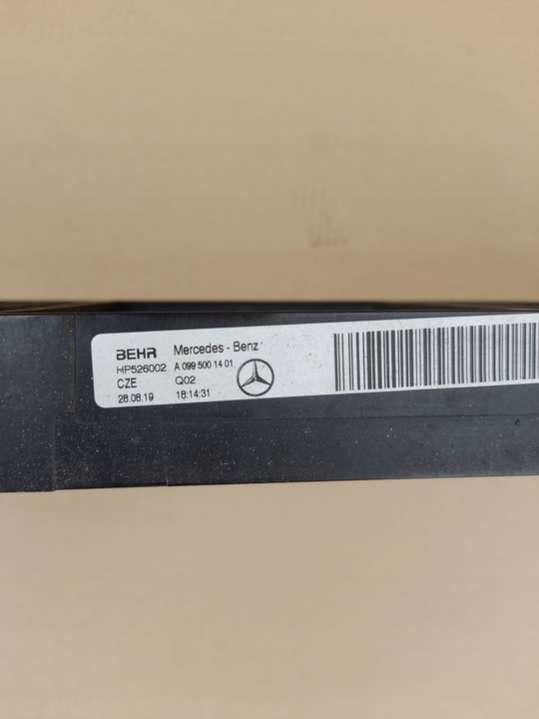 BEHR Mercedes - Benz
HP526002 A 099 500 14 01
CZE Q02
28.08.19 18:14:31